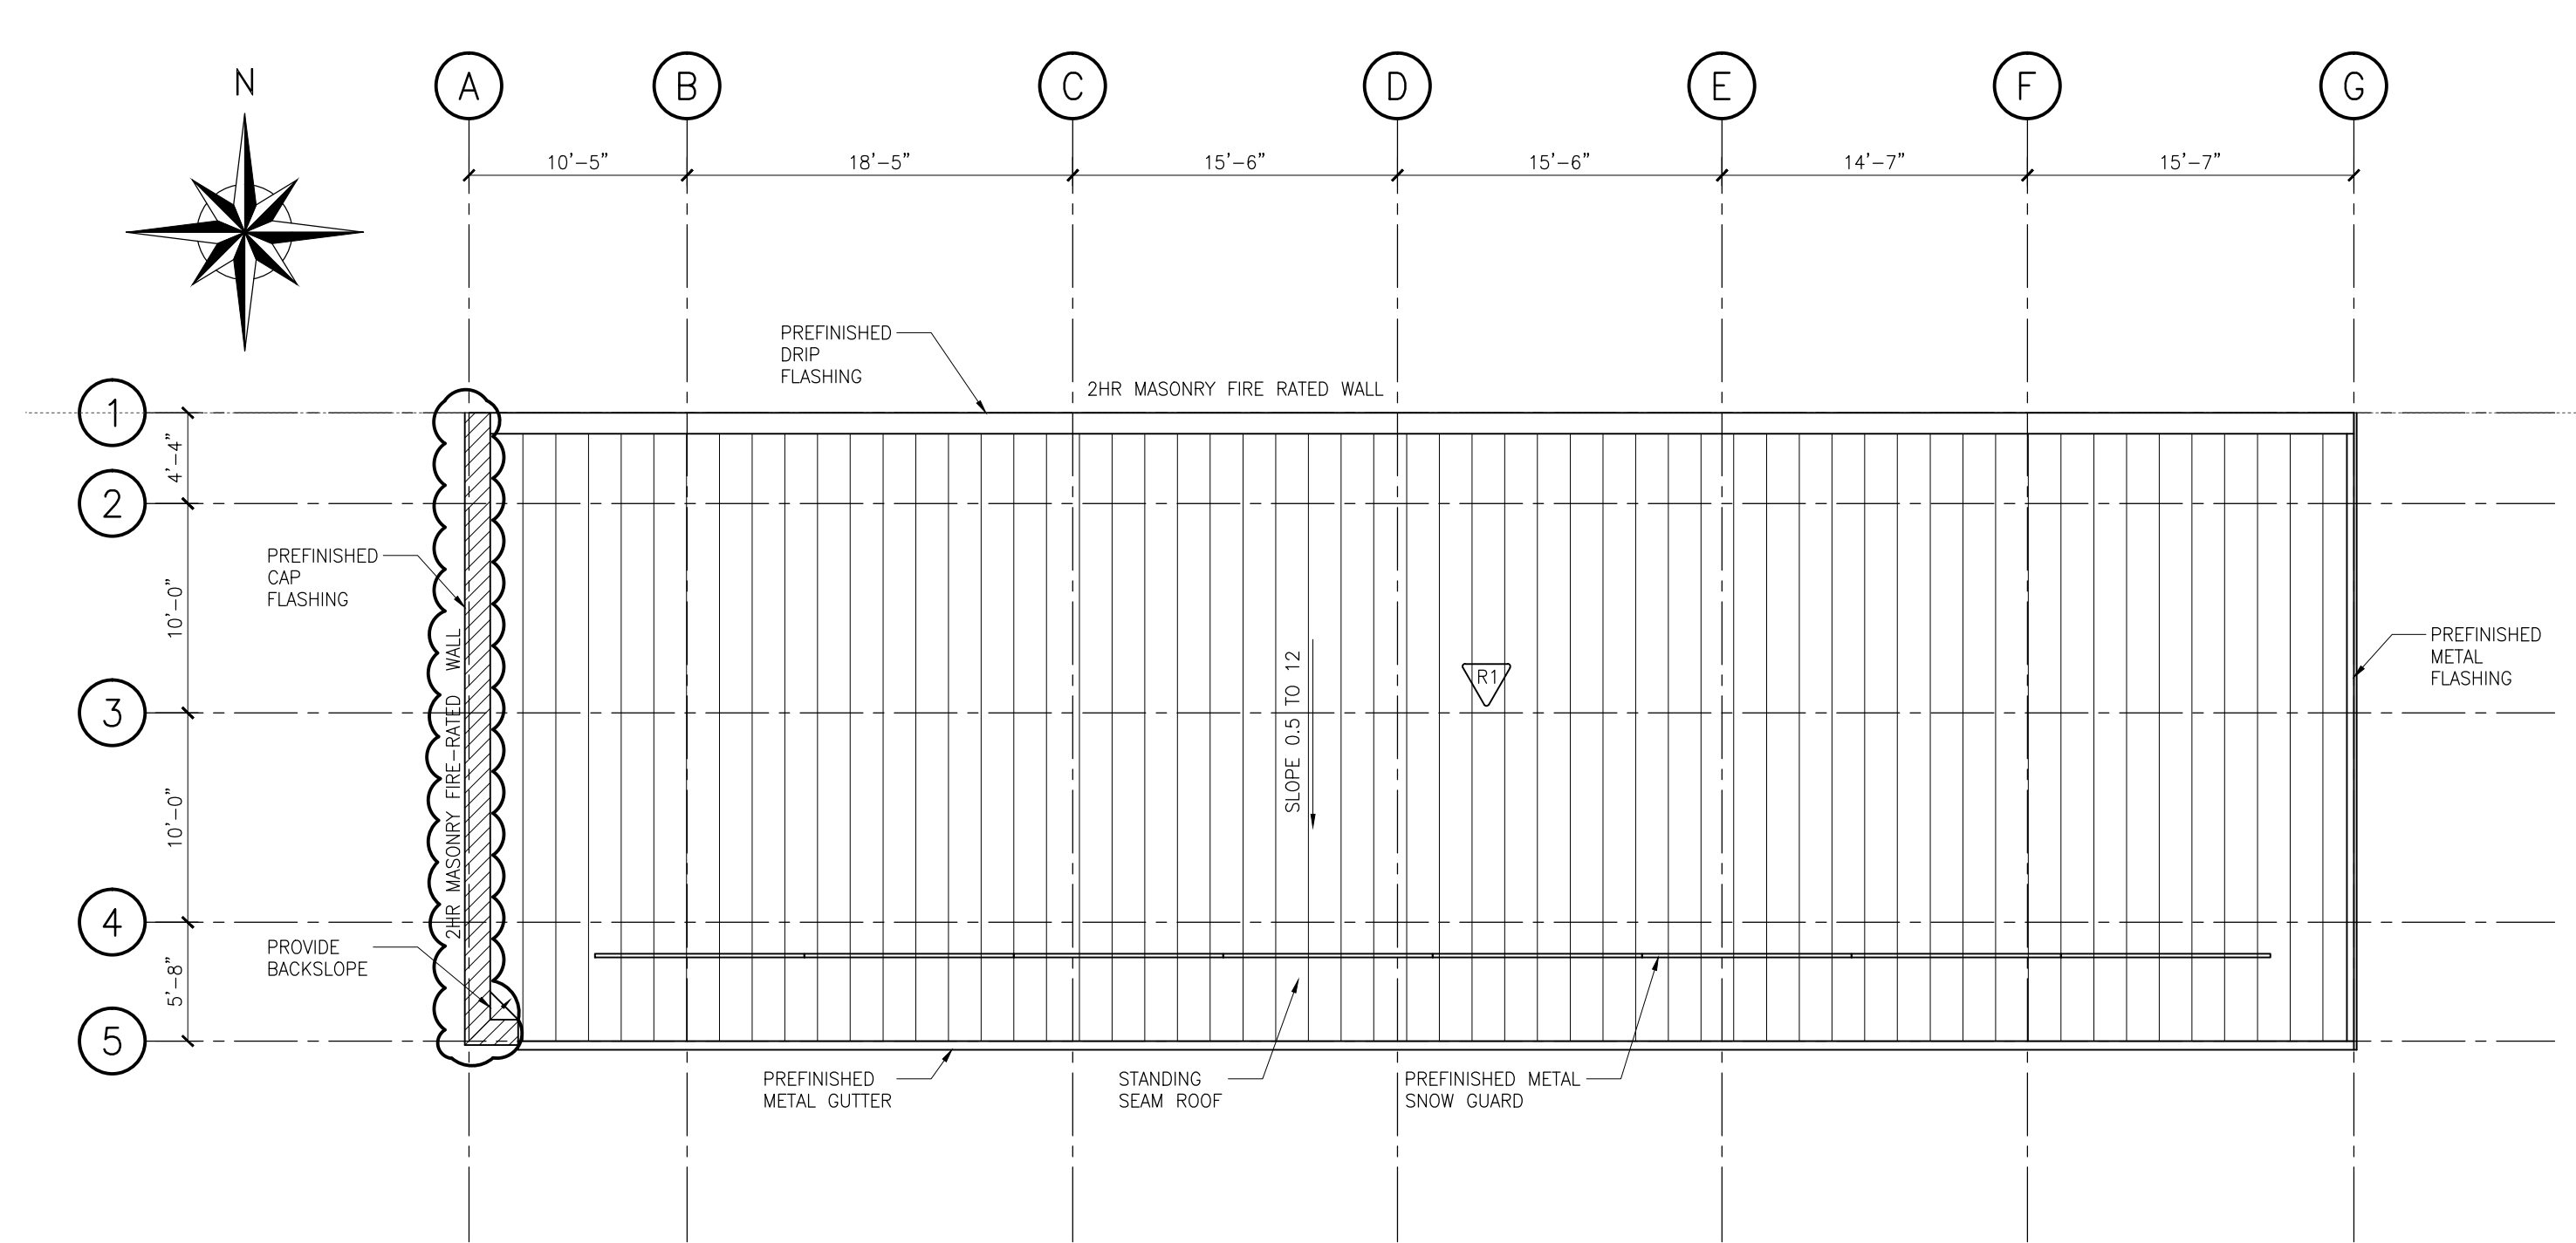 N
A
B
C
D
E
F
G
10'-5"
18'-5"
15'-6"
15'-6"
14'-7"
15'-7"
PREFINISHED
DRIP
FLASHING
2HR MASONRY FIRE RATED WALL
1
4'-4"
2
PREFINISHED
CAP
FLASHING
10'-0"
2HR MASONRY FIRE-RATED WALL
SLOPE 0.5 TO 12
R1
PREFINISHED
METAL
FLASHING
3
10'-0"
4
PROVIDE
BACKSLOPE
5'-8"
5
PREFINISHED
METAL GUTTER
STANDING
SEAM ROOF
PREFINISHED METAL
SNOW GUARD